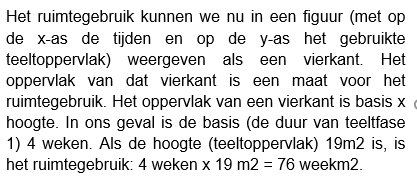 Het ruimtegebruik kunnen we nu in een figuur (met op
de x-as de tijden en op de y-as het gebruikte
teeltoppervlak) weergeven als een vierkant. Het
oppervlak van dat vierkant is een maat voor het
ruimtegebruik. Het oppervlak van een vierkant is basis x
hoogte. In ons geval is de basis (de duur van teeltfase
1) 4 weken. Als de hoogte (teeltoppervlak) 19m2 is, is
het ruimtegebruik: 4 weken x 19 m2 = 76 weekm2.